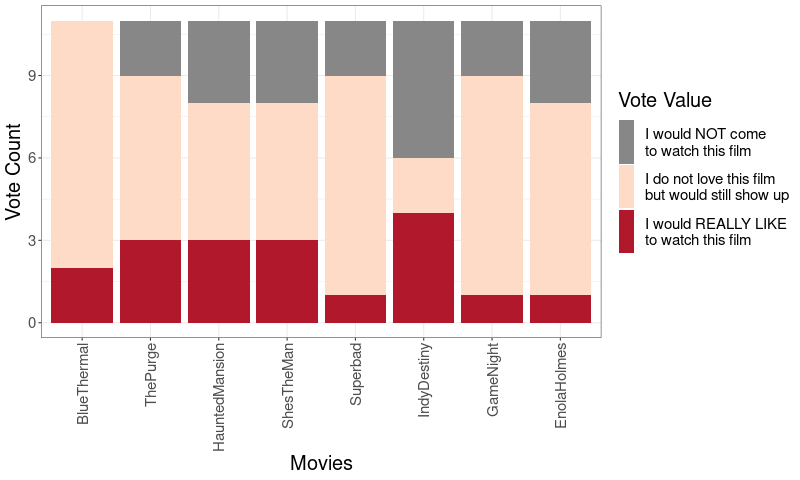 Vote Count
9
6
3
0
BlueThermal
ThePurge
HauntedMansion
ShesTheMan
Superbad
IndyDestiny
GameNight
EnolaHolmes
Movies
Vote Value
I would NOT come
to watch this film
I do not love this film
but would still show up
I would REALLY LIKE
to watch this film